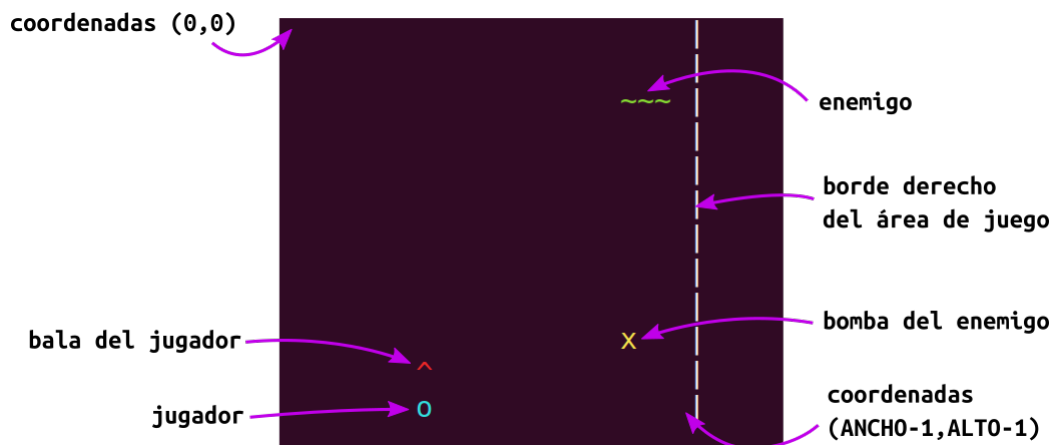 coordenadas (0,0)
~~~
enemigo
borde derecho
del área de juego
bomba del enemigo
X
bala del jugador
^
jugador
O
coordenadas
(ANCHO-1,ALTO-1)